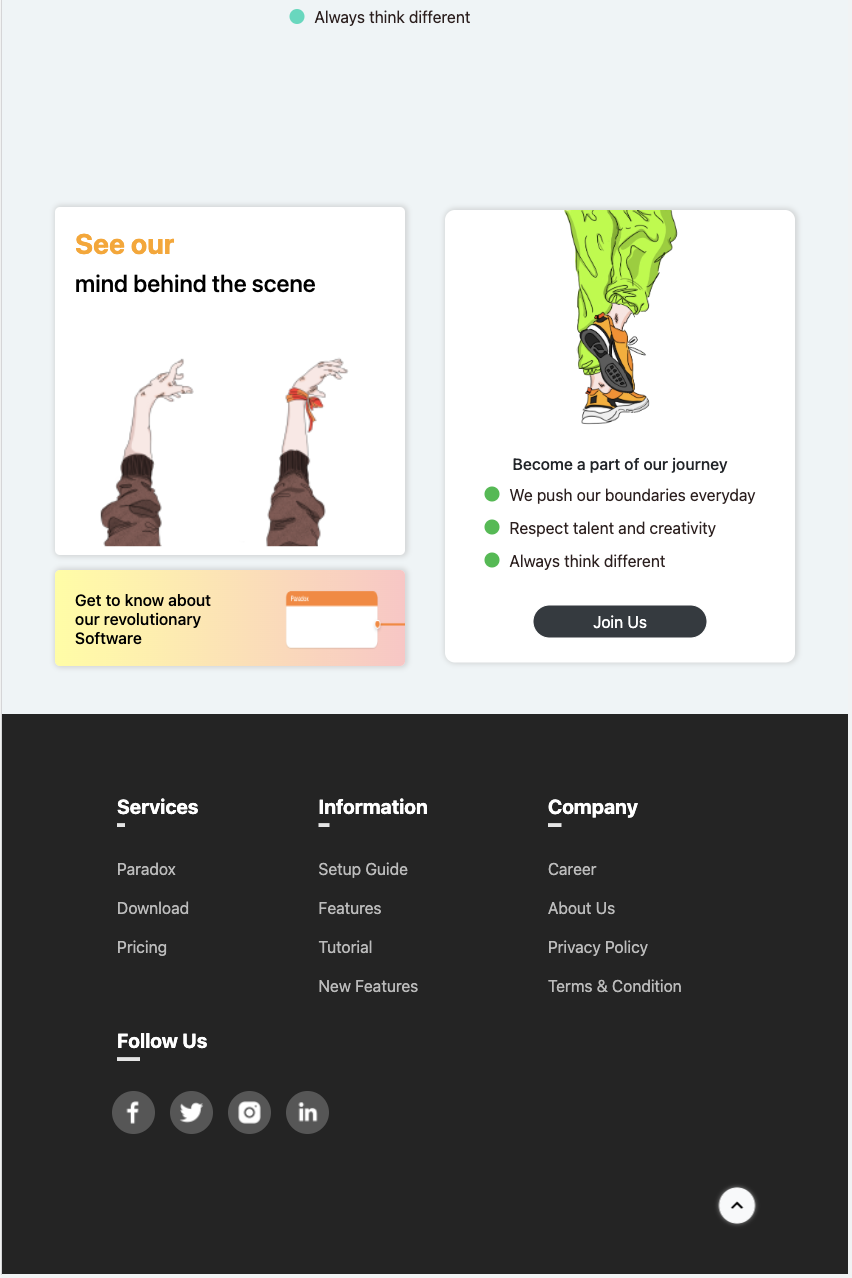 Always think different
See our
mind behind the scene
Get to know about
our revolutionary
Software
Paradox
Become a part of our journey
We push our boundaries everyday
Respect talent and creativity
Always think different
Join Us
Services
Paradox
Download
Pricing
Information
Setup Guide
Features
Tutorial
New Features
Company
Career
About Us
Privacy Policy
Terms & Condition
Follow Us